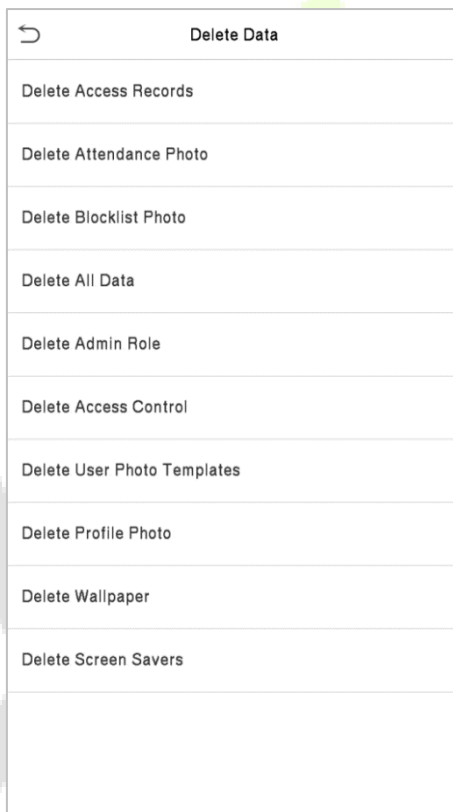 Delete Data
Delete Access Records
Delete Attendance Photo
Delete Blocklist Photo
Delete All Data
Delete Admin Role
Delete Access Control
Delete User Photo Templates
Delete Profile Photo
Delete Wallpaper
Delete Screen Savers